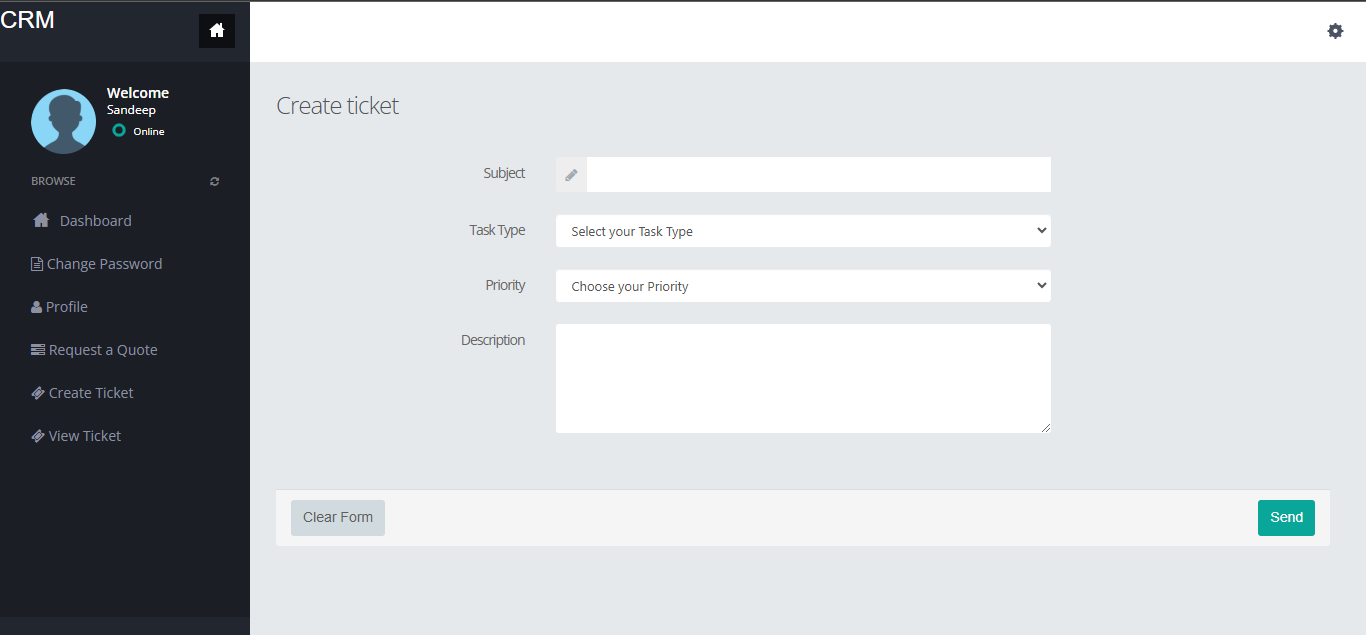 CRM
Welcome
Sandeep
Online
BROWSE
Dashboard
Change Password
Profile
Request a Quote
Create Ticket
View Ticket
Create ticket
Subject
Task Type
Select your Task Type
Priority
Choose your Priority
Description
Clear Form
Send